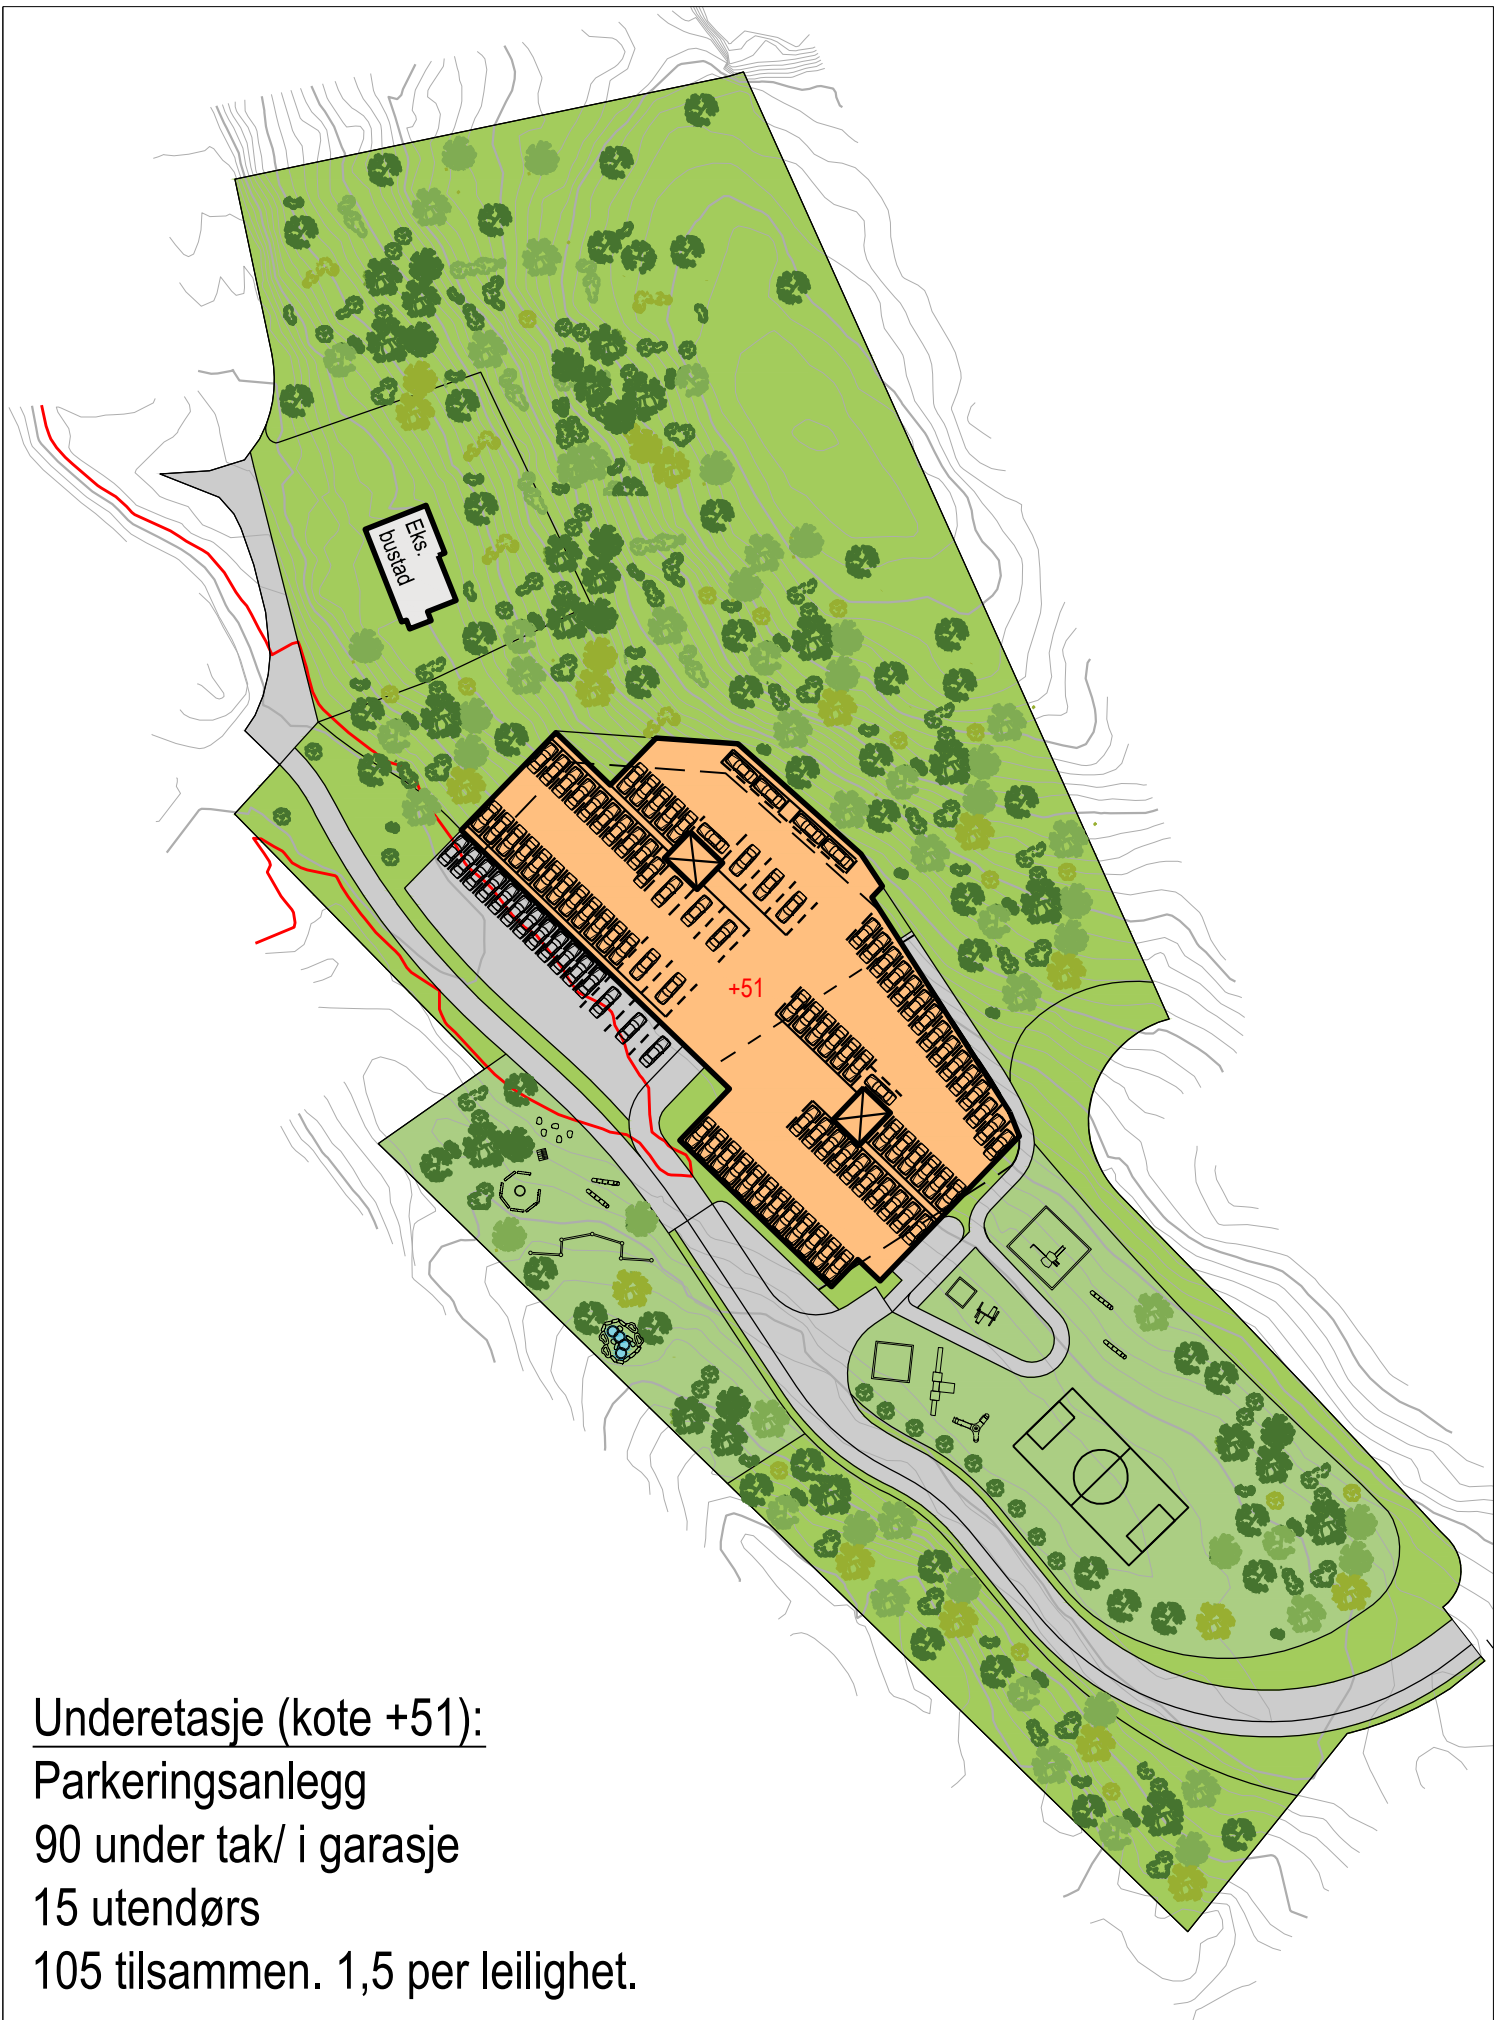 Eks.
bustad
+51
Underetasje (kote +51):
Parkeringsanlegg
90 under tak/ i garasje
15 utendørs
105 tilsammen. 1,5 per leilighet.